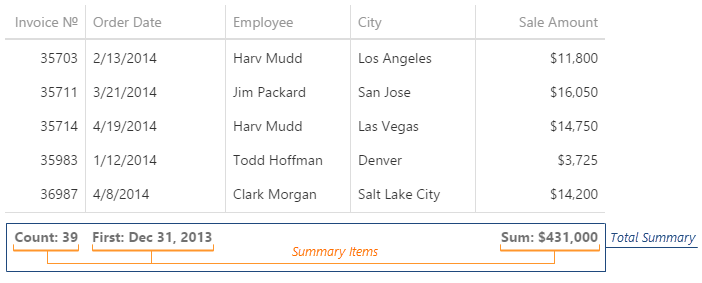 Invoice № Order Date Employee City Sale Amount
35703 2/13/2014 Harv Mudd Los Angeles $11,800
35711 3/21/2014 Jim Packard San Jose $16,050
35714 4/19/2014 Harv Mudd Las Vegas $14,750
35983 1/12/2014 Todd Hoffman Denver $3,725
36987 4/8/2014 Clark Morgan Salt Lake City $14,200
Count: 39 First: Dec 31, 2013 Sum: $431,000 Total Summary
Summary Items